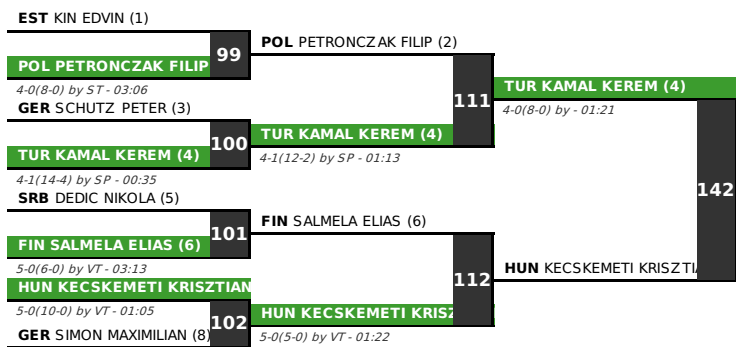 EST KIN EDVIN (1)
99
POL PETRONCZAK FILIP
4-0(8-0) by ST - 03:06
GER SCHUTZ PETER (3)
100
TUR KAMAL KEREM (4)
4-1(14-4) by SP - 00:35
SRB DEDIC NIKOLA (5)
101
FIN SALMELA ELIAS (6)
5-0(6-0) by VT - 03:13
HUN KECSKEMETI KRISZTIAN
5-0(10-0) by VT - 01:05
102
GER SIMON MAXIMILIAN (8)
POL PETRONCZAK FILIP (2)
111
TUR KAMAL KEREM (4)
4-1(12-2) by SP - 01:13
FIN SALMELA ELIAS (6)
112
HUN KECSKEMETI KRISZ
5-0(5-0) by VT - 01:22
TUR KAMAL KEREM (4)
4-0(8-0) by - 01:21
142
HUN KECSKEMETI KRISZTIA